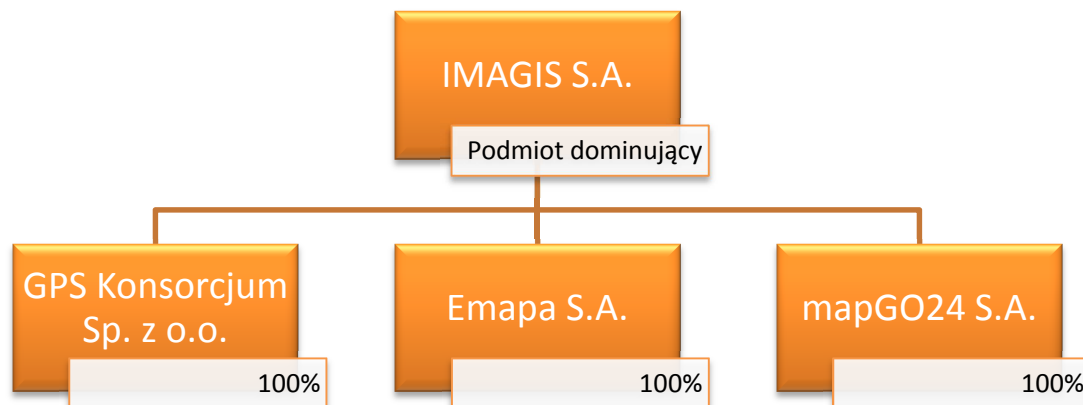 IMAGIS S.A.
Podmiot dominujący
GPS Konsorcjum
Sp. z o.o.
100%
Emapa S.A.
100%
mapGO24 S.A.
100%